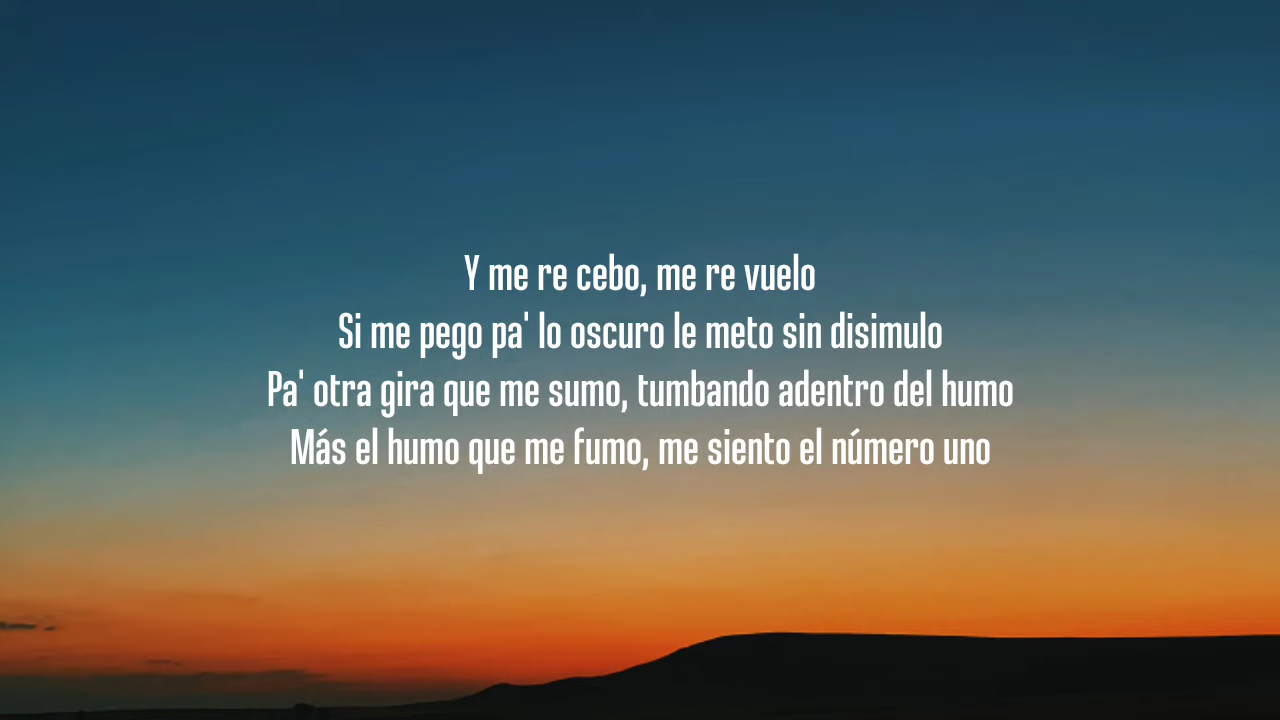 Y me re cebo, me re vuelo
Si me pego pa' lo oscuro le meto sin disimulo
Pa' otra gira que me sumo, tumbando adentro del humo
Más el humo que me fumo, me siento el número uno